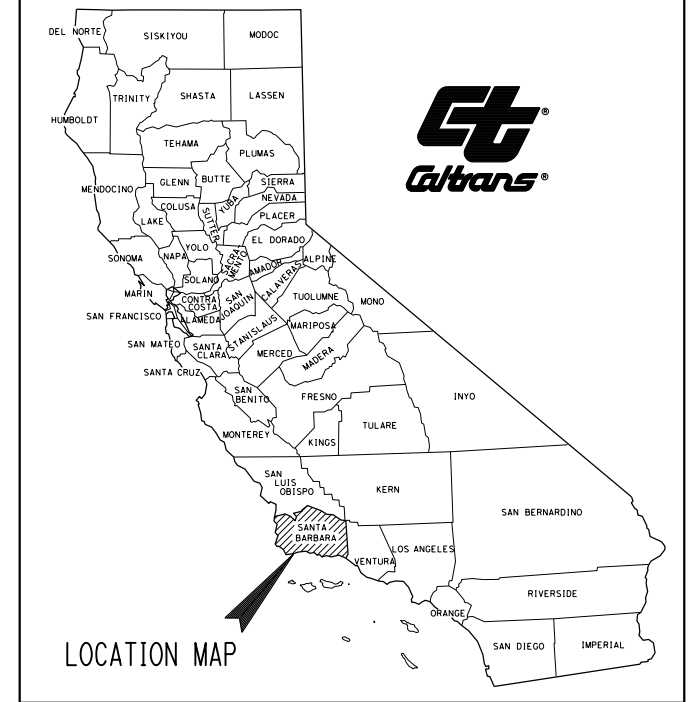 DEL NORTE
SISKIYOU
MODOC
HUMBOLDT
TRINITY
SHASTA
LASSEN
Ct®
Caltrans®
TEHAMA
PLUMAS
MENDOCINO
GLENN
BUTTE
SIERRA
NEVADA
COLUSA
SUTTER
YUBA
PLACER
LAKE
SONOMA
NAPA
YOLO
SACRA
MENTO
EL DORADO
AMADOR
ALPINE
SOLANO
CALAVERAS
MARIN
CONTRA
COSTA
SAN
JOAQUIN
TUOLUMNE
MONO
SAN FRANCISCO
ALAMEDA
STANISLAUS
MARIPOSA
SAN MATEO
SANTA
CLARA
MERCED
MADERA
SANTA CRUZ
SAN
BENITO
FRESNO
INYO
MONTEREY
KINGS
TULARE
SAN
LUIS
OBISPO
KERN
SAN BERNARDINO
SANTA
BARBARA
VENTURA
LOS ANGELES
RIVERSIDE
ORANGE
SAN DIEGO
IMPERIAL
LOCATION MAP